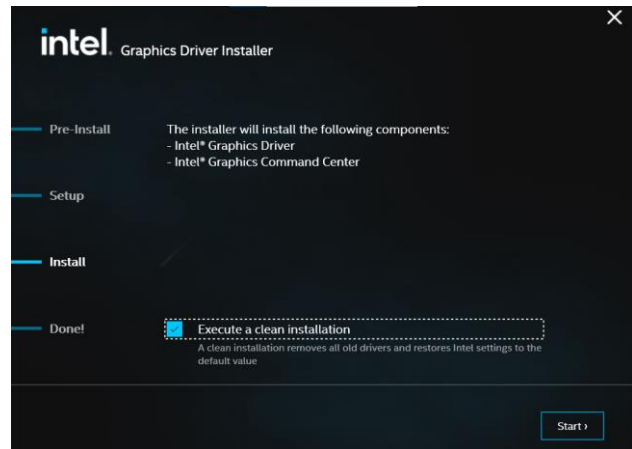 intel. Graphics Driver Installer
Pre-Install
The installer will install the following components:
- Intel® Graphics Driver
- Intel® Graphics Command Center
Setup
Install
Done!
Execute a clean installation
A clean installation removes all old drivers and restores Intel settings to the
default value
Start ›